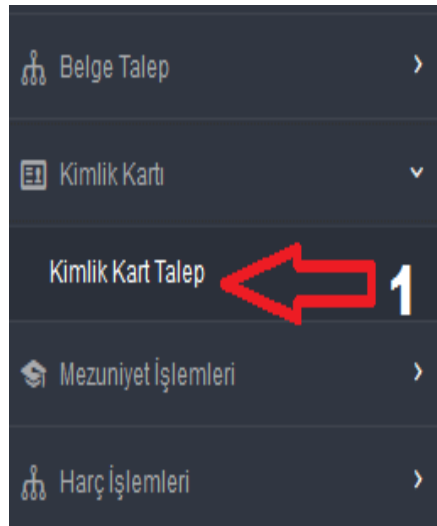 Belge Talep
Kimlik Kartı
Kimlik Kart Talep
1
Mezuniyet İşlemleri
Harç İşlemleri